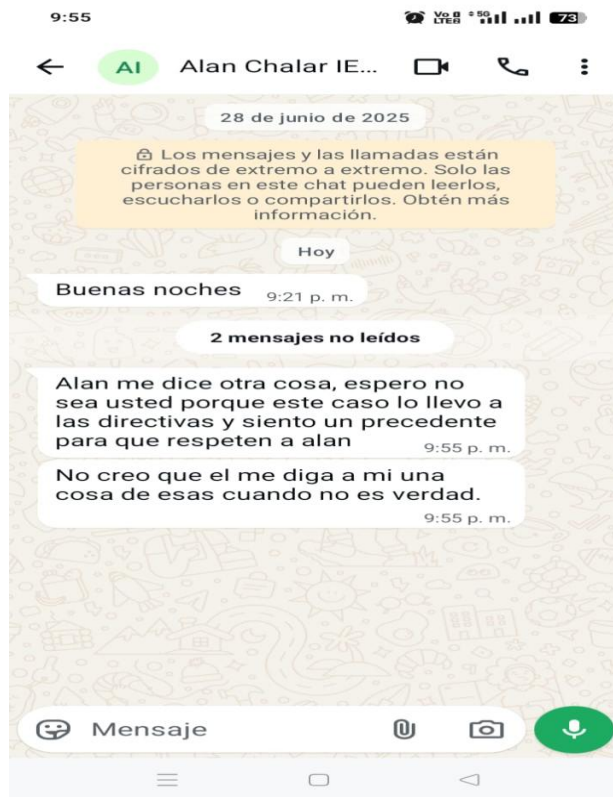 9:55
Vo LTE 5G 73
AI Alan Chalar IE...
28 de junio de 2025
Los mensajes y las llamadas están
cifrados de extremo a extremo. Solo las
personas en este chat pueden leerlos,
escucharlos o compartirlos. Obtén más
información.
Hoy
Buenas noches 9:21 p. m.
2 mensajes no leídos
Alan me dice otra cosa, espero no
sea usted porque este caso lo llevo a
las directivas y siento un precedente
para que respeten a alan 9:55 p. m.
No creo que el me diga a mi una
cosa de esas cuando no es verdad.
9:55 p. m.
Mensaje